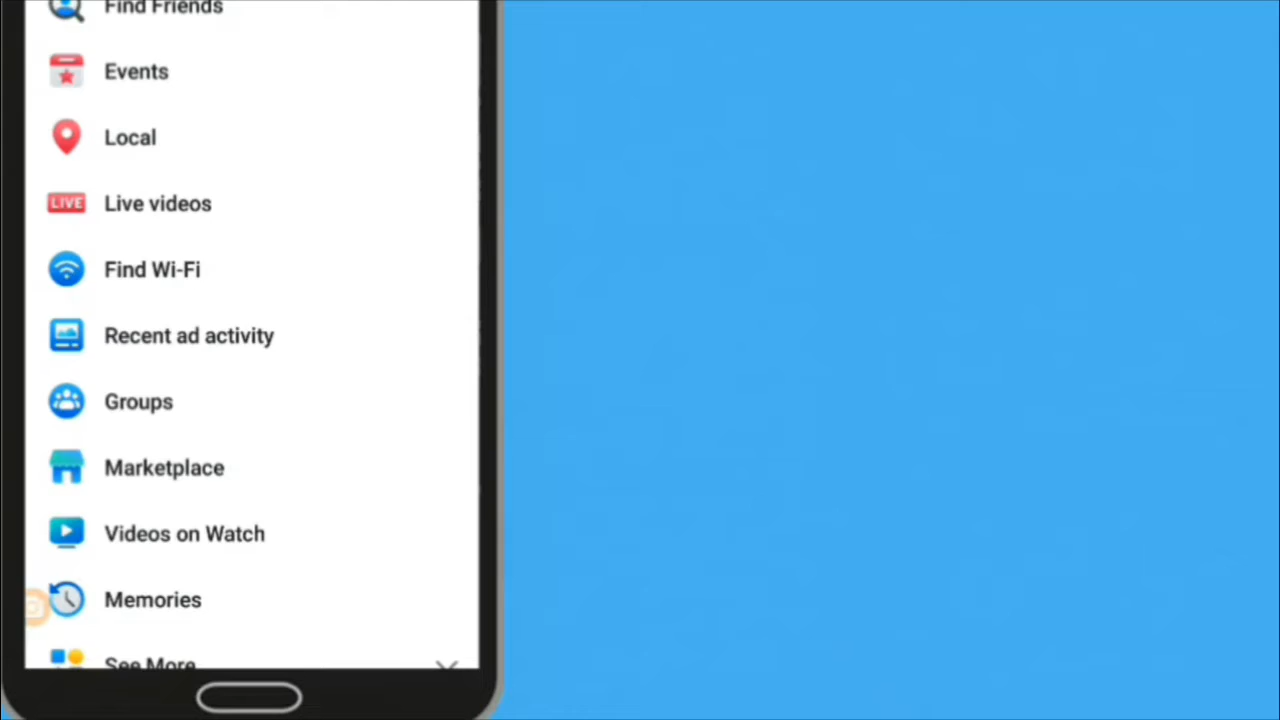 Find Friends
Events
Local
LIVE
Live videos
Find Wi-Fi
Recent ad activity
Groups
Marketplace
Videos on Watch
Memories
See More